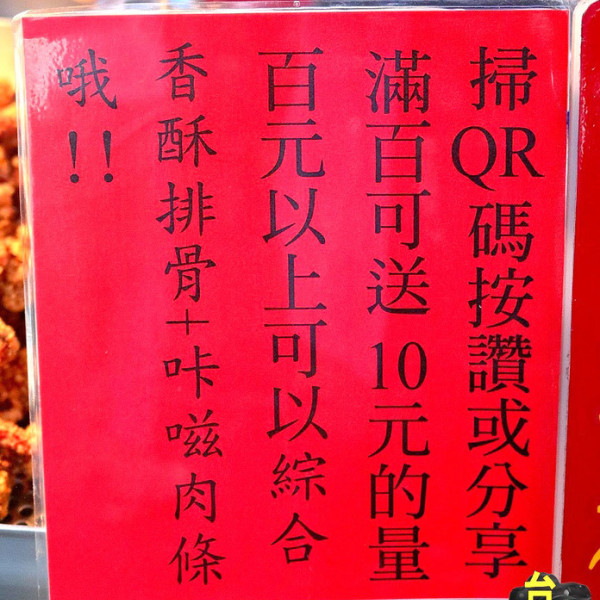 掃QR碼按讚或分享
滿百可送10元的量
百元以上可以綜合
香酥排骨+咔嗞肉條
哦!!
台